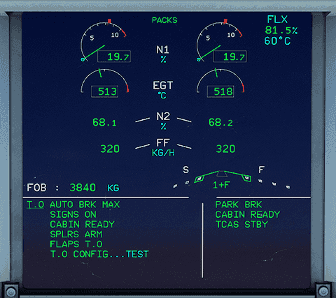 PACKS
FLX
81.5%
60°C
5
10
19.7
N1
%
5
10
19.7
513
EGT
°C
518
68.1
N2
%
68.2
320
FF
KG/H
320
S
F
1+F
FOB : 3840 KG
T.O AUTO BRK MAX
SIGNS ON
CABIN READY
SPLRS ARM
FLAPS T.O
T.O CONFIG...TEST
PARK BRK
CABIN READY
TCAS STBY